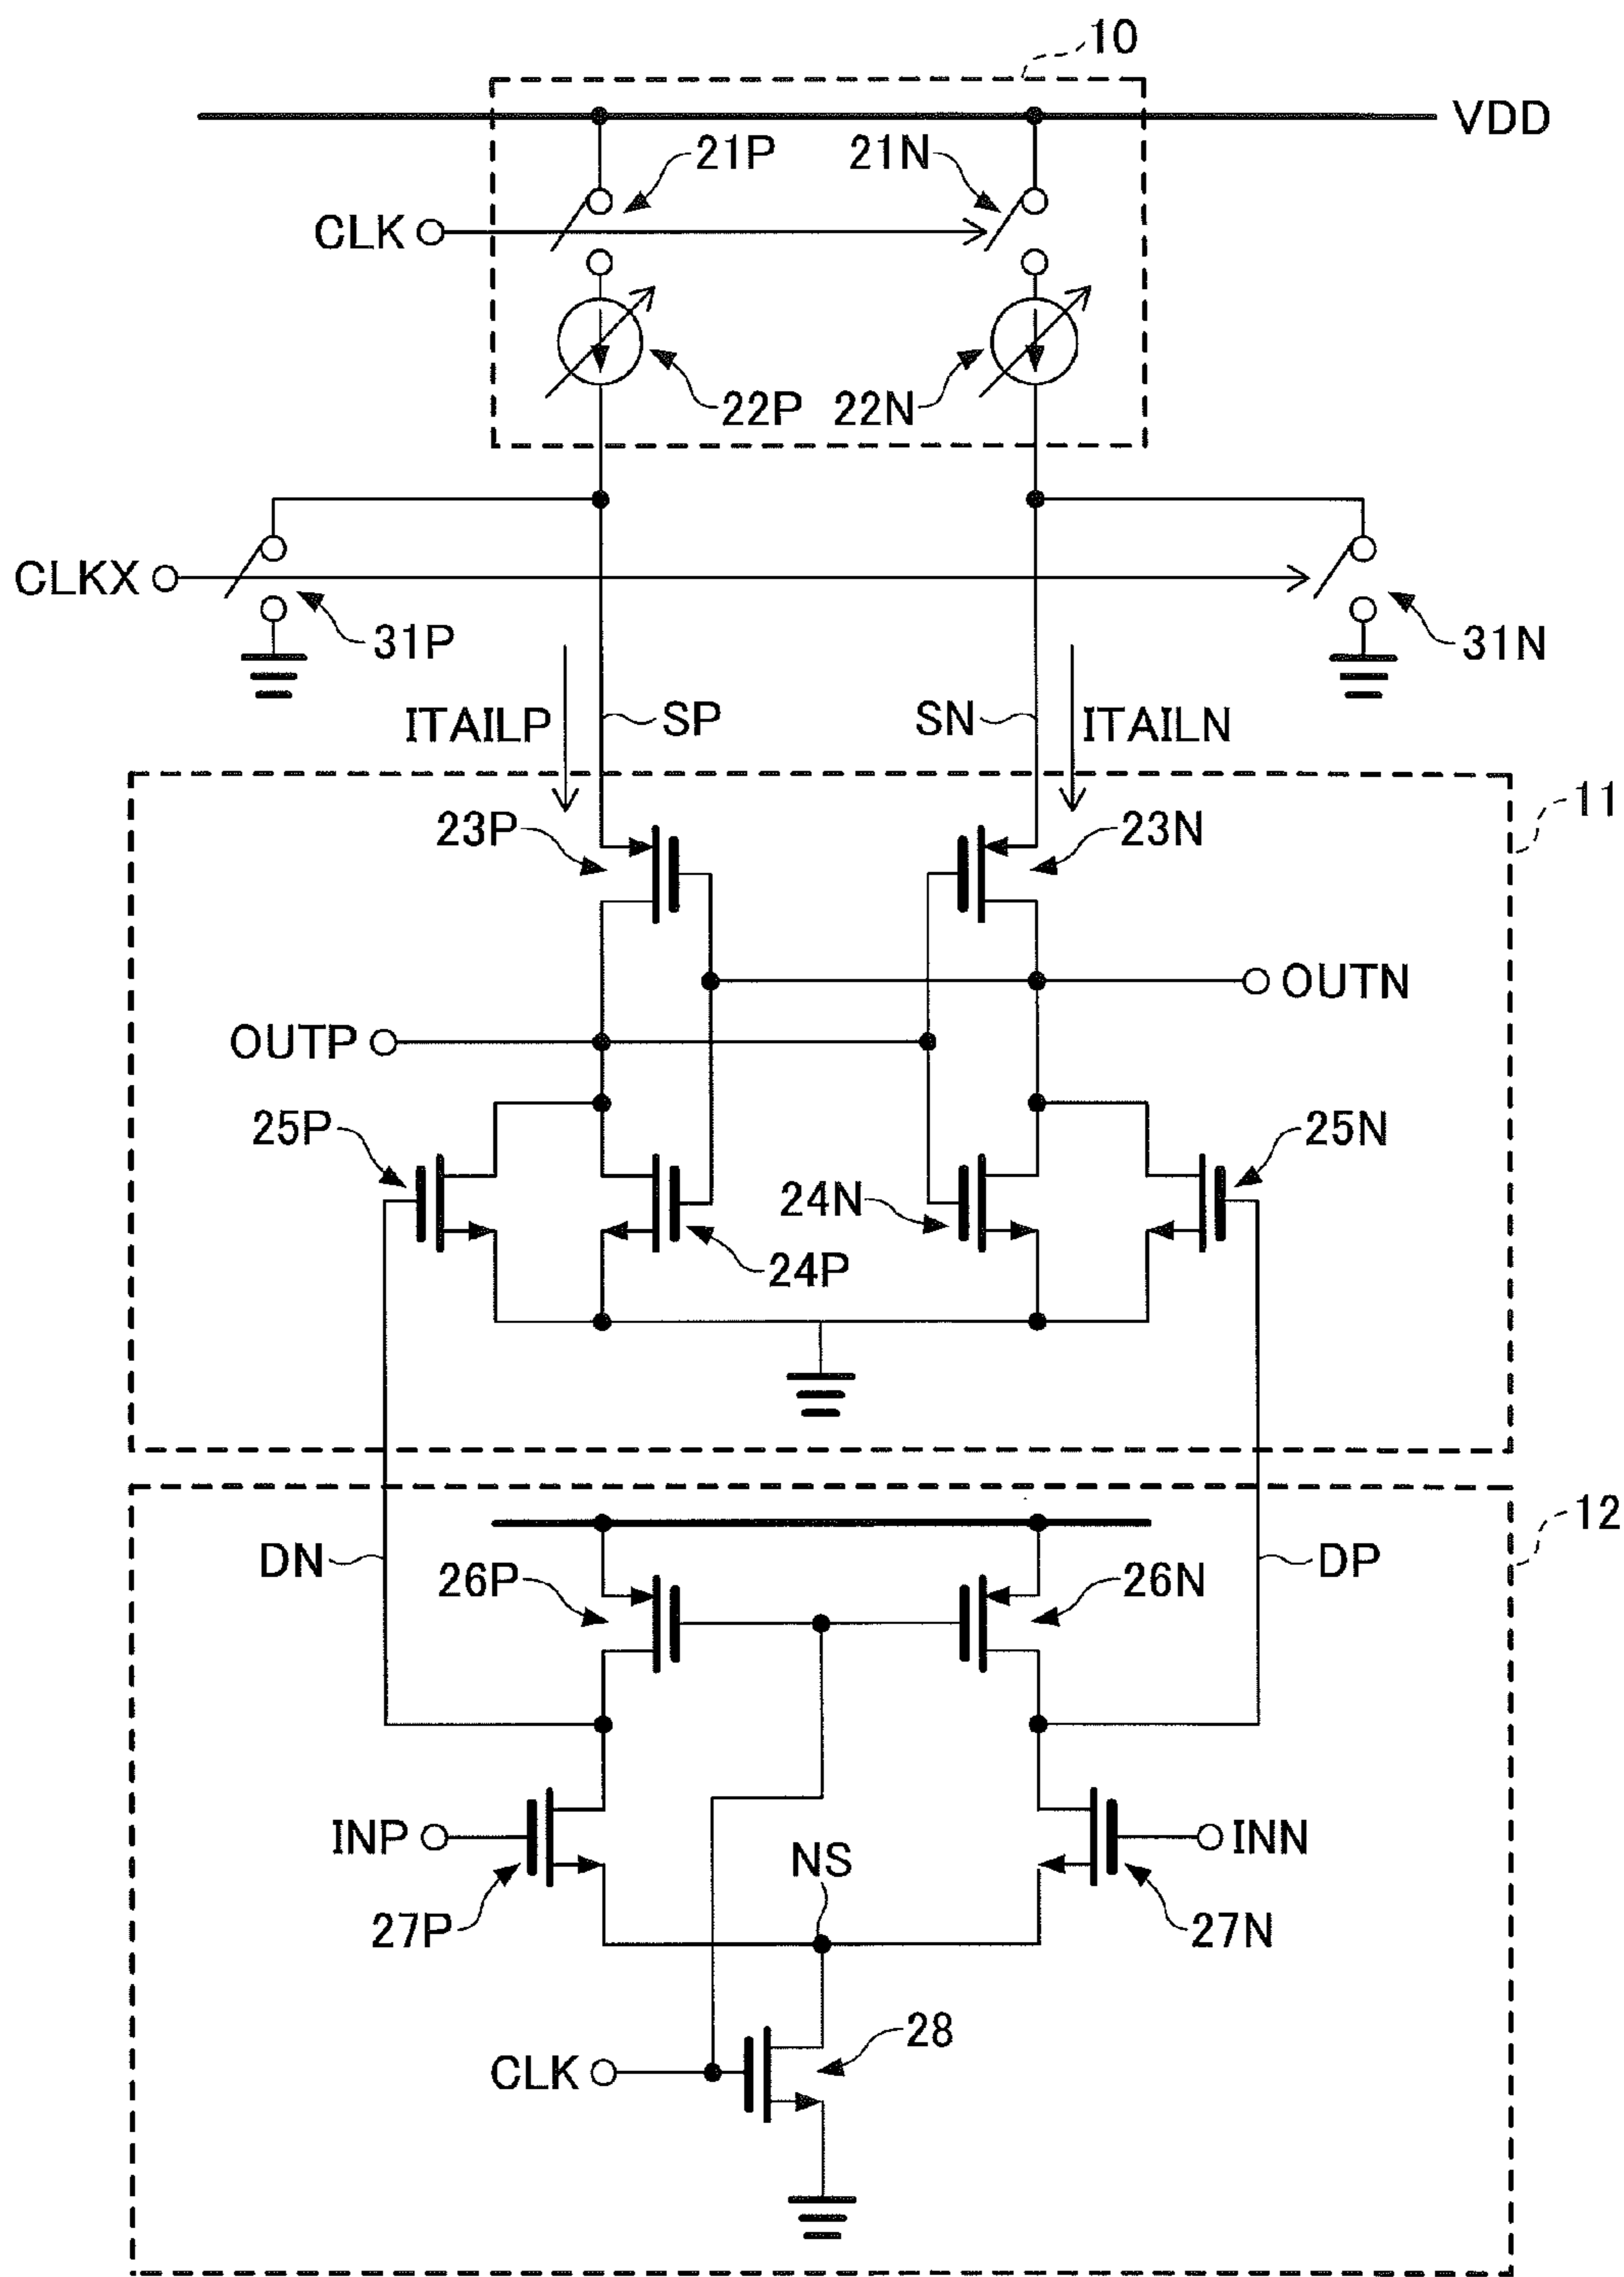 10
VDD
21P
21N
CLK
22P
22N
CLKX
31P
31N
ITAILP
SP
SN
ITAILN
11
23P
23N
OUTN
OUTP
25P
25N
24N
24P
12
DN
DP
26P
26N
INP
INN
NS
27P
27N
28
CLK